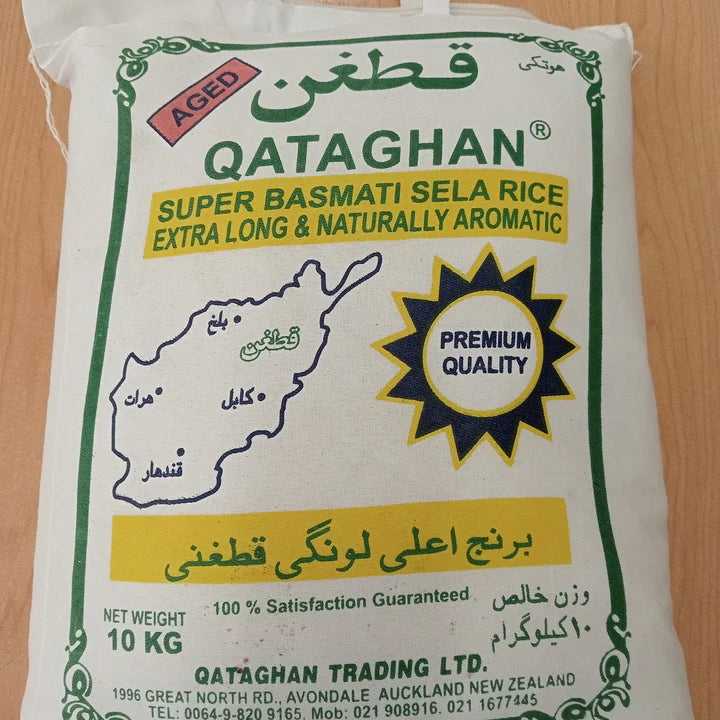 قطغن
هوتکی
AGED
QATAGHAN®
SUPER BASMATI SELA RICE
EXTRA LONG & NATURALLY AROMATIC
بلخ
قطغن
هرات
کابل
قندهار
PREMIUM
QUALITY
برنج اعلی لونگی قطغنی
100 % Satisfaction Guaranteed
NET WEIGHT
10 KG
وزن خالص
۱۰ کیلوگرام
QATAGHAN TRADING LTD.
1996 GREAT NORTH RD., AVONDALE AUCKLAND NEW ZEALAND
TEL: 0064-9-820 9165, Mob: 021 908916. 021 1677445